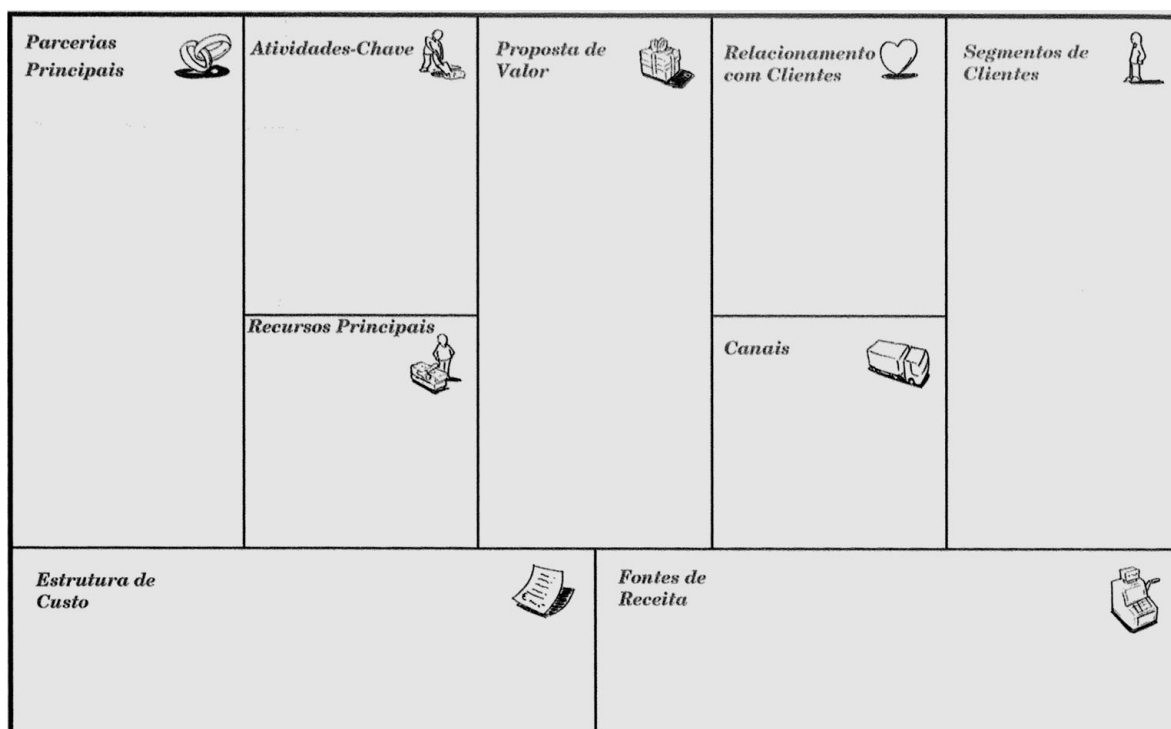 Parcerias
Principais
Atividades-Chave
Proposta de
Valor
Relacionamento
com Clientes
Segmentos de
Clientes
Recursos Principais
Canais
Estrutura de
Custo
Fontes de
Receita